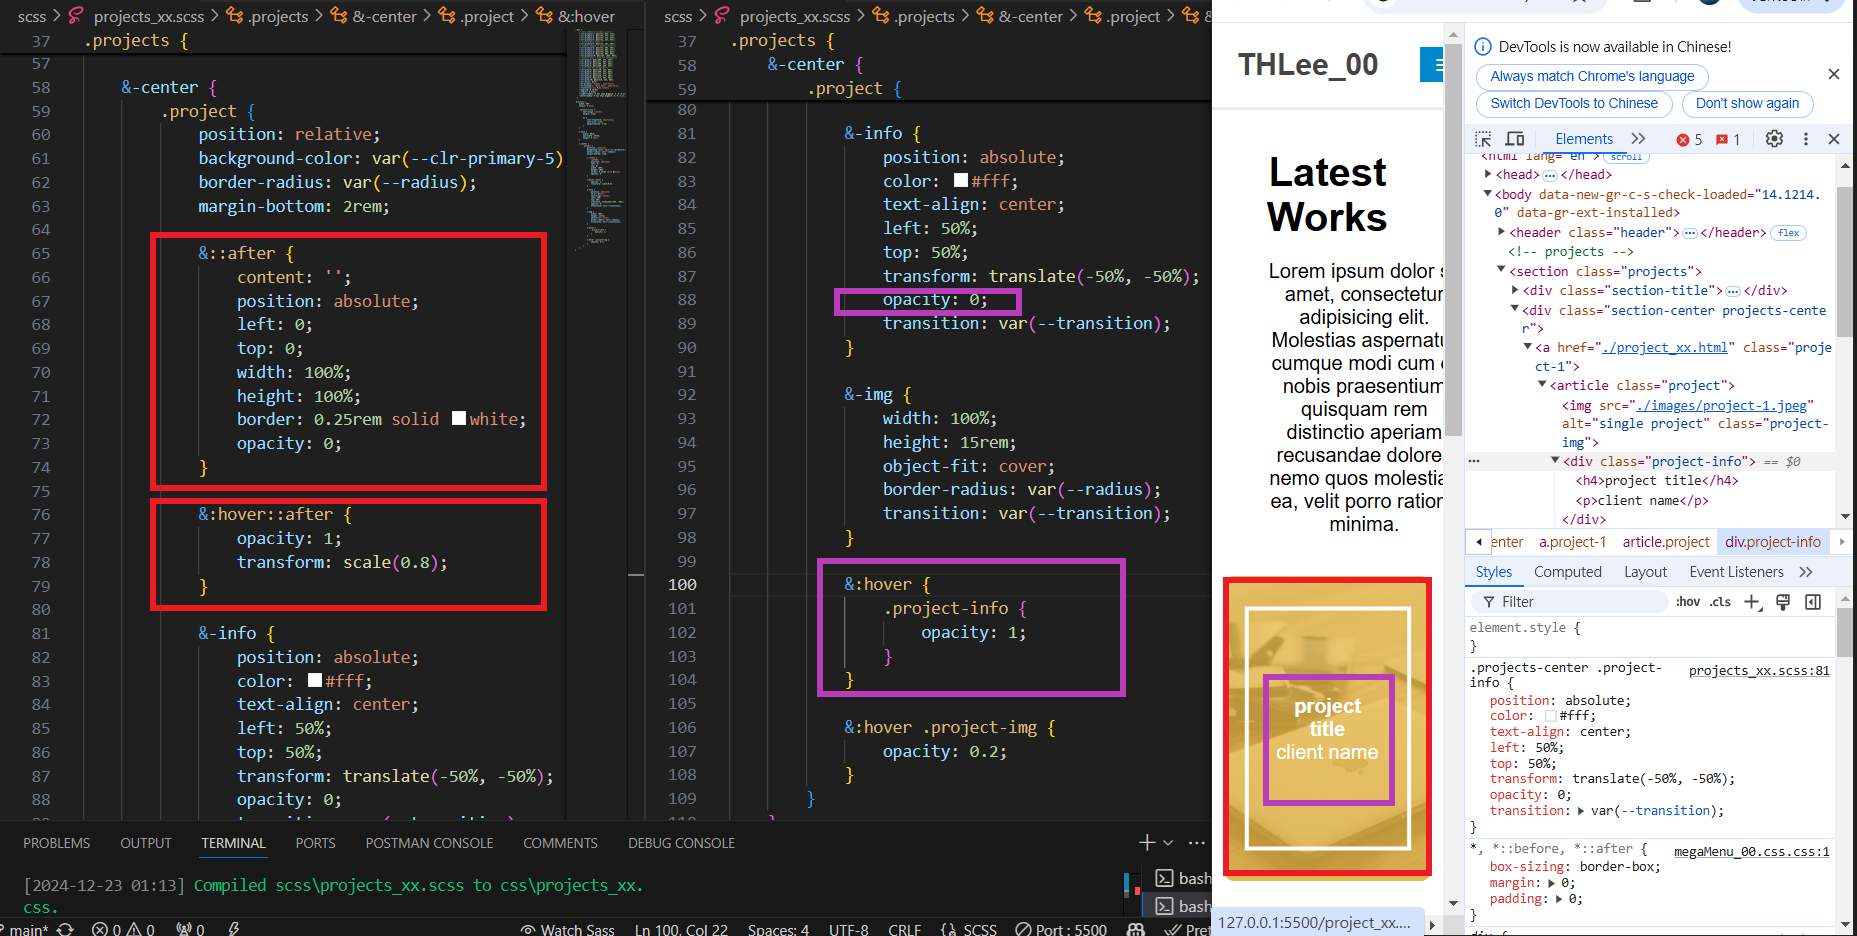 scss > projects_xx.scss > .projects > &-center > .project > &:hover
37 .projects {
57
58 &-center {
59 .project {
60 position: relative;
61 background-color: var(--clr-primary-5)
62 border-radius: var(--radius);
63 margin-bottom: 2rem;
64
65 &::after {
66 content: '';
67 position: absolute;
68 left: 0;
69 top: 0;
70 width: 100%;
71 height: 100%;
72 border: 0.25rem solid white;
73 opacity: 0;
74 }
75
76 &:hover::after {
77 opacity: 1;
78 transform: scale(0.8);
79 }
80
81 &-info {
82 position: absolute;
83 color: #fff;
84 text-align: center;
85 left: 50%;
86 top: 50%;
87 transform: translate(-50%, -50%);
88 opacity: 0;
scss > projects_xx.scss > .projects > &-center > .project >
37 .projects {
58 &-center {
59 .project {
80
81 &-info {
82 position: absolute;
83 color: #fff;
84 text-align: center;
85 left: 50%;
86 top: 50%;
87 transform: translate(-50%, -50%);
88 opacity: 0;
89 transition: var(--transition);
90 }
91
92 &-img {
93 width: 100%;
94 height: 15rem;
95 object-fit: cover;
96 border-radius: var(--radius);
97 transition: var(--transition);
98 }
99
100 &:hover {
101 .project-info {
102 opacity: 1;
103 }
104 }
105
106 &:hover .project-img {
107 opacity: 0.2;
108 }
109 }
PROBLEMS OUTPUT TERMINAL PORTS POSTMAN CONSOLE COMMENTS DEBUG CONSOLE
[2024-12-23 01:13] Compiled scss\projects_xx.scss to css\projects_xx.
css.
bash
bash
main* 0 0 0 Watch Sass Ln 100, Col 22 Spaces: 4 UTF-8 CRLF SCSS Port : 5500
THLee_00
Latest
Works
Lorem ipsum dolor
amet, consectetur
adipisicing elit.
Molestias aspernatu
cumque modi cum
nobis praesentium
quisquam rem
distinctio aperiam
recusandae dolore
nemo quos molestia
ea, velit porro ration
minima.
project
title
client name
127.0.0.1:5500/project_xx....
DevTools is now available in Chinese!
Always match Chrome's language
Switch DevTools to Chinese Don't show again
Elements 5 1
<html lang="en" scroll
<head> </head>
<body data-new-gr-c-s-check-loaded="14.1214.
0" data-gr-ext-installed>
<header class="header"> </header> flex
<!-- projects -->
<section class="projects">
<div class="section-title"> </div>
<div class="section-center projects-cente
r">
<a href="./project_xx.html" class="proje
ct-1">
<article class="project">
<img src="./images/project-1.jpeg"
alt="single project" class="project-
img">
<div class="project-info"> == $0
<h4>project title</h4>
<p>client name</p>
</div>
enter a.project-1 article.project div.project-info
Styles Computed Layout Event Listeners
Filter :hov .cls
element.style {
}
.projects-center .project- projects_xx.scss:81
info {
position: absolute;
color: #fff;
text-align: center;
left: 50%;
top: 50%;
transform: translate(-50%, -50%);
opacity: 0;
transition: var(--transition);
}
*, *::before, *::after { megaMenu_00.css.css:1
box-sizing: border-box;
margin: 0;
padding: 0;
}